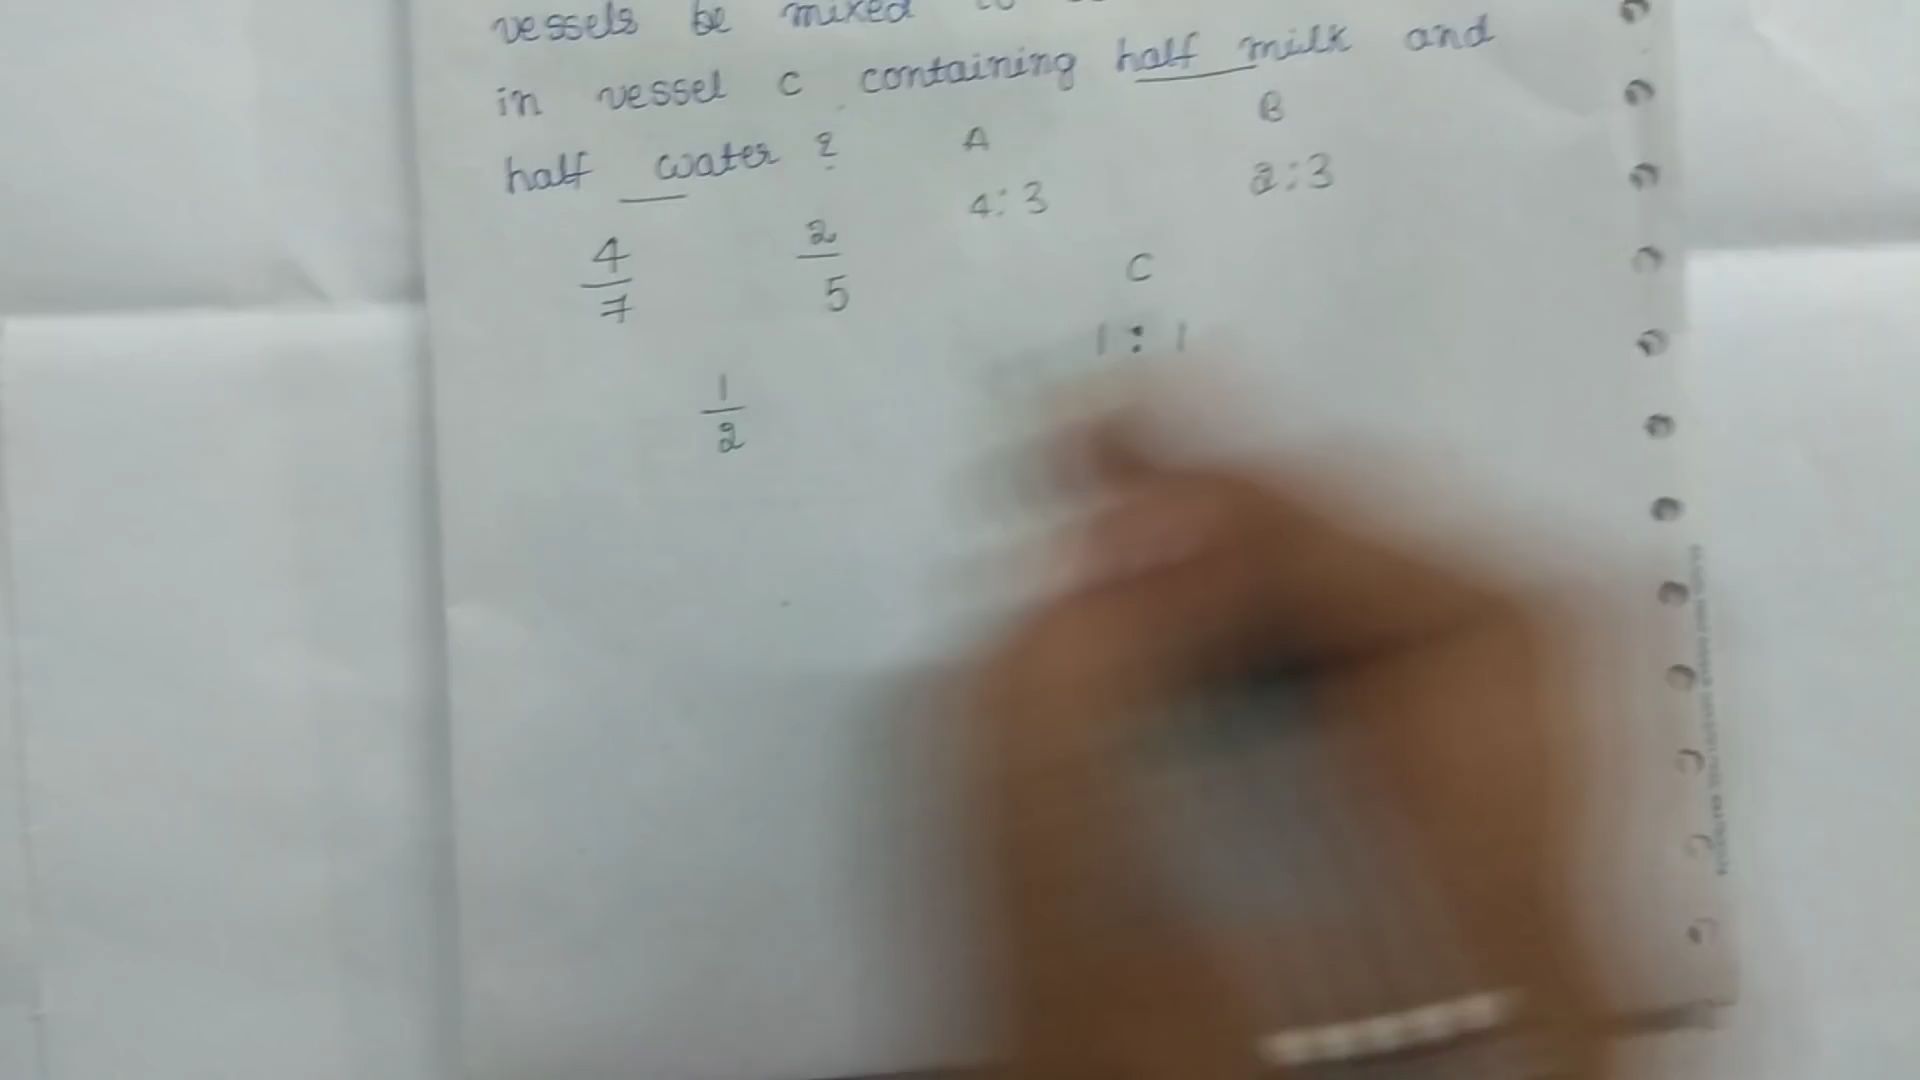 vessels be mixed to
in vessel C containing half milk and
half water ?
A
B
4:3
2:3
4/7
2/5
C
1:1
1/2